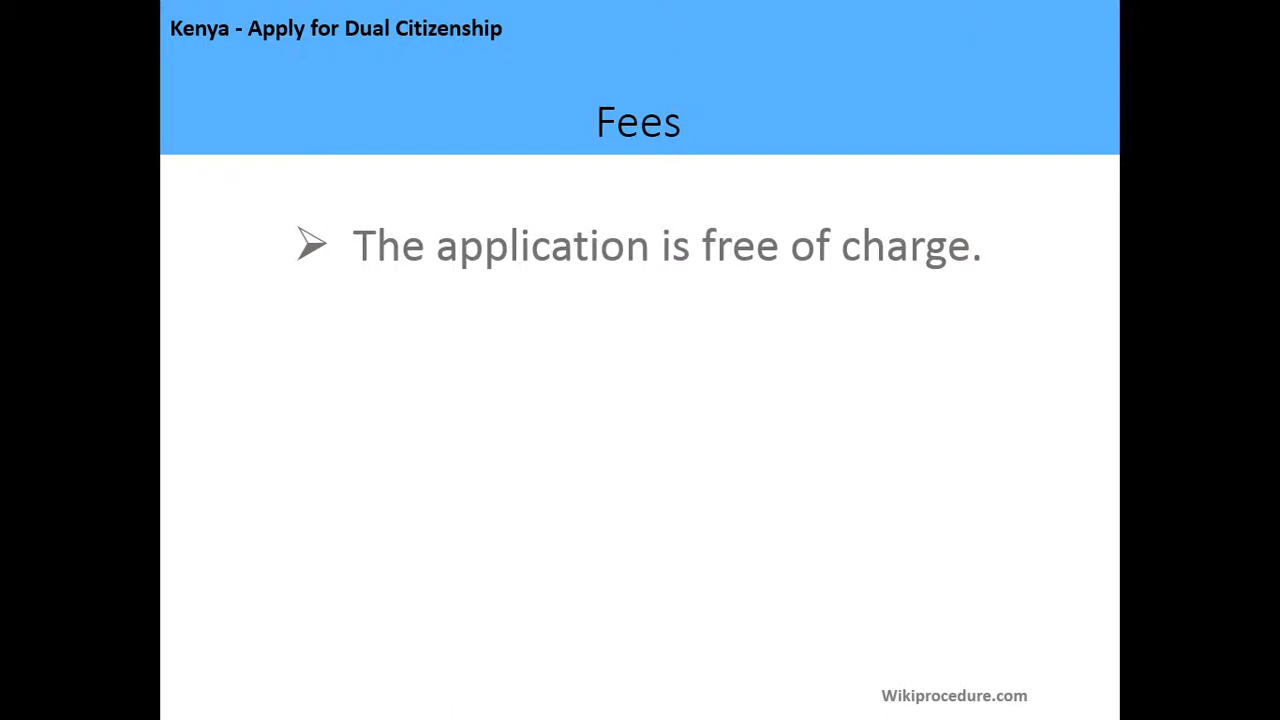 Kenya - Apply for Dual Citizenship
Fees
➢ The application is free of charge.
Wikiprocedure.com